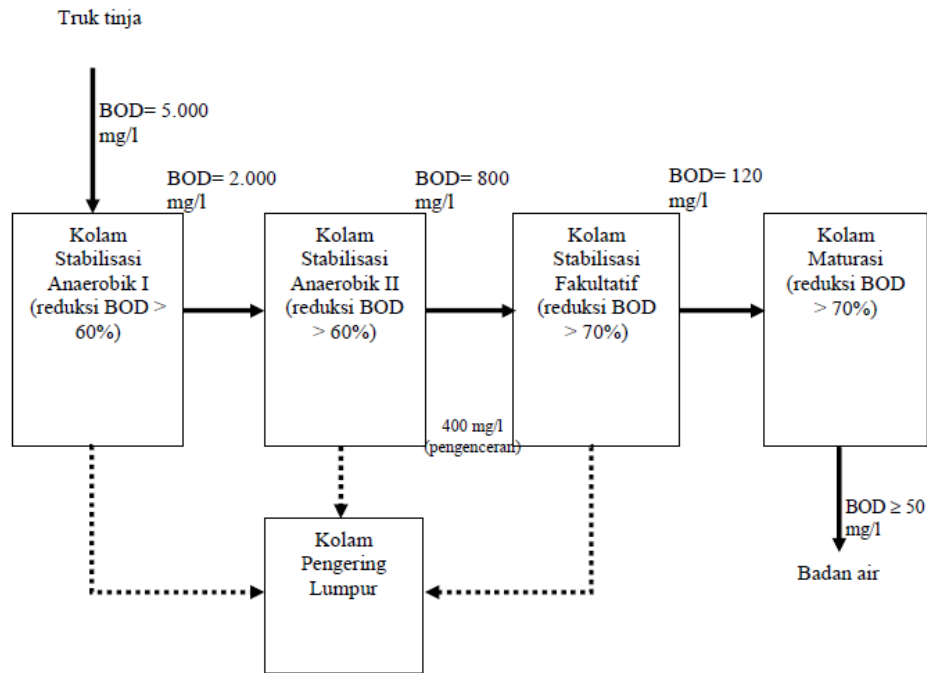 Truk tinja
BOD= 5.000
mg/l
BOD= 2.000
mg/l
BOD= 800
mg/l
BOD= 120
mg/l
Kolam
Stabilisasi
Anaerobik I
(reduksi BOD >
60%)
Kolam
Stabilisasi
Anaerobik II
(reduksi BOD
> 60%)
Kolam
Stabilisasi
Fakultatif
(reduksi BOD
> 70%)
Kolam
Maturasi
(reduksi BOD
> 70%)
400 mg/l
(pengenceran)
BOD ≥ 50
mg/l
Badan air
Kolam
Pengering
Lumpur